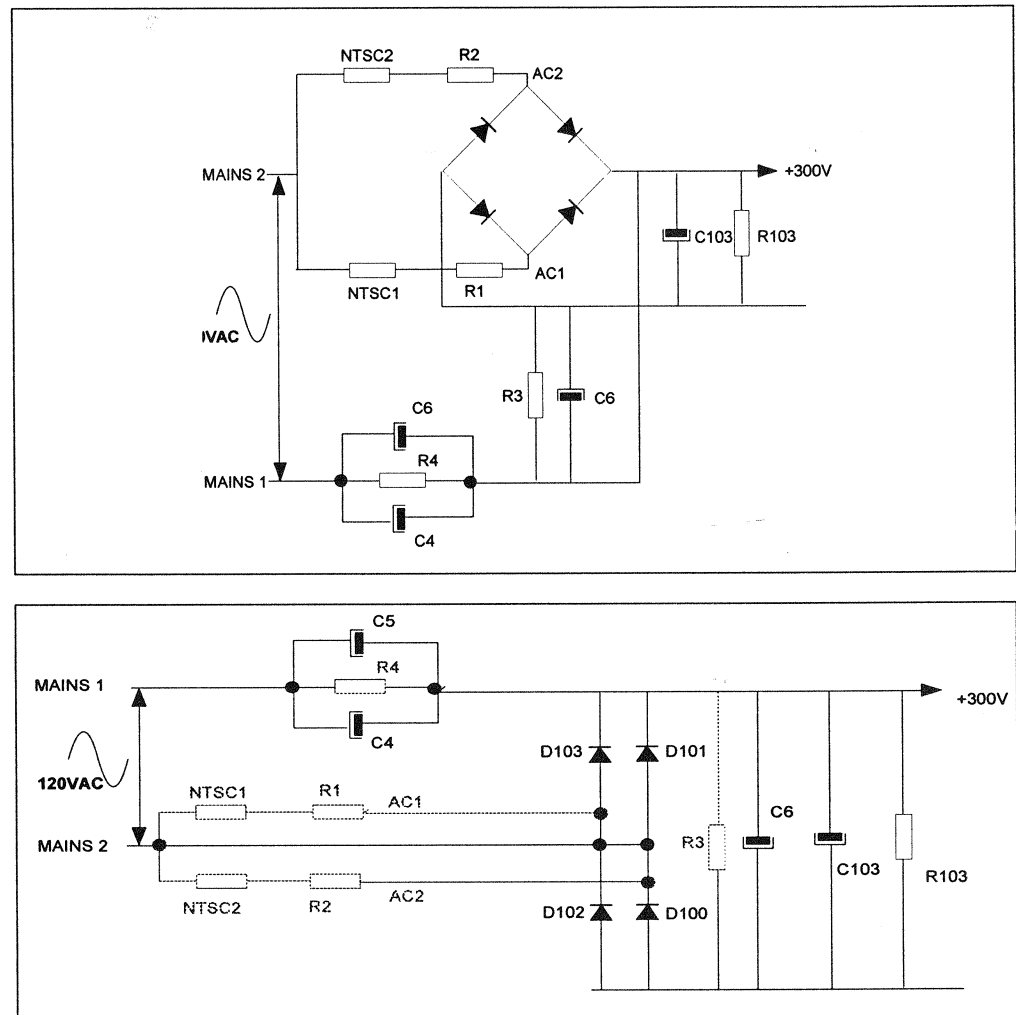 NTSC2
R2
AC2
MAINS 2
+300V
C103
R103
NTSC1
R1
AC1
VAC
R3
C6
C6
R4
MAINS 1
C4
C5
MAINS 1
R4
+300V
C4
D103
D101
120VAC
NTSC1
R1
AC1
C6
MAINS 2
R3
C103
R103
NTSC2
R2
AC2
D102
D100